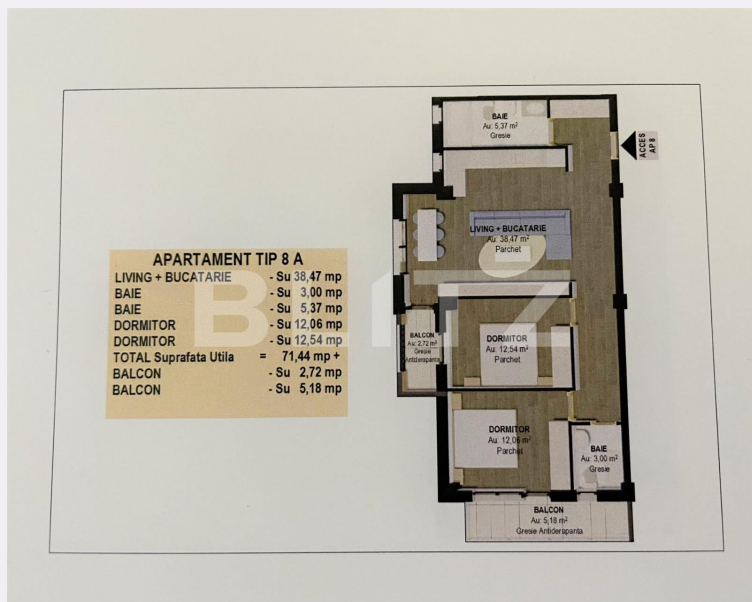 APARTAMENT TIP 8 A
LIVING + BUCATARIE - Su 38,47 mp
BAIE - Su 3,00 mp
BAIE - Su 5,37 mp
DORMITOR - Su 12,06 mp
DORMITOR - Su 12,54 mp
TOTAL Suprafata Utila = 71,44 mp +
BALCON - Su 2,72 mp
BALCON - Su 5,18 mp
BAIE
Au: 5,37 m²
Gresie
ACCES
AP 8
LIVING + BUCATARIE
Au: 38,47 m²
Parchet
BALCON
Au: 2,72 m²
Gresie
Antiderapanta
DORMITOR
Au: 12,54 m²
Parchet
DORMITOR
Au: 12,06 m²
Parchet
BAIE
Au: 3,00 m²
Gresie
BALCON
Au: 5,18 m²
Gresie Antiderapanta
BLITZ